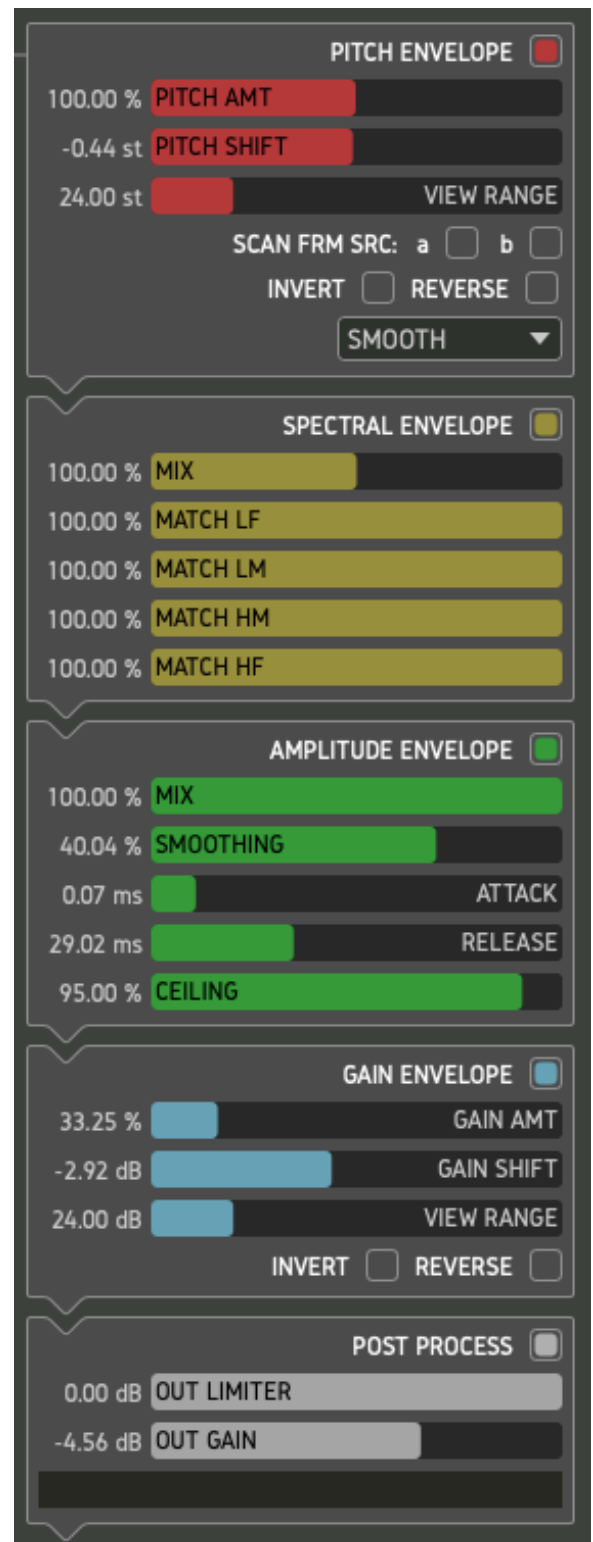 PITCH ENVELOPE
100.00 % PITCH AMT
-0.44 st PITCH SHIFT
24.00 st VIEW RANGE
SCAN FRM SRC: a b
INVERT REVERSE
SMOOTH
SPECTRAL ENVELOPE
100.00 % MIX
100.00 % MATCH LF
100.00 % MATCH LM
100.00 % MATCH HM
100.00 % MATCH HF
AMPLITUDE ENVELOPE
100.00 % MIX
40.04 % SMOOTHING
0.07 ms ATTACK
29.02 ms RELEASE
95.00 % CEILING
GAIN ENVELOPE
33.25 % GAIN AMT
-2.92 dB GAIN SHIFT
24.00 dB VIEW RANGE
INVERT REVERSE
POST PROCESS
0.00 dB OUT LIMITER
-4.56 dB OUT GAIN